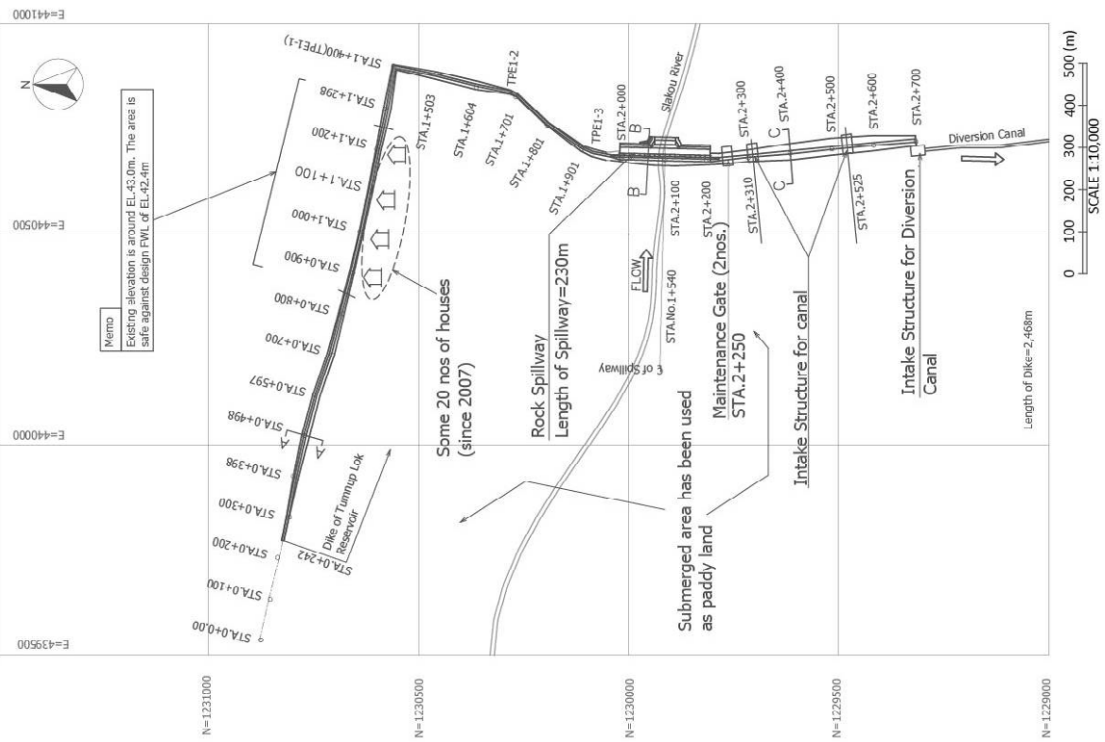 E=441000
E=440500
E=440000
E=439500
N=1231000
N=1230500
N=1230000
N=1229500
N=1229000
N
Memo
Existing elevation is around EL.43.0m. The area is
safe against design FWL of EL.42.4m
STA.0+0.00
STA.0+100
STA.0+200
STA.0+242
STA.0+300
STA.0+398
A
A
STA.0+498
STA.0+597
STA.0+700
STA.0+800
STA.0+900
STA.1+000
STA.1+100
STA.1+200
STA.1+298
STA.1+400(TPE1-1)
Dike of Tumnup Lok
Reservoir
Some 20 nos of houses
(since 2007)
STA.1+503
STA.1+604
STA.1+701
TPE1-2
STA.1+801
STA.1+901
TPE1-3
STA.2+000
B
B
Slakou River
STA.2+100
STA.2+200
STA.2+300
STA.2+310
STA.2+400
C
C
STA.2+500
STA.2+525
STA.2+600
STA.2+700
Diversion Canal
Rock Spillway
Length of Spillway=230m
FLOW
STA.No.1+540
℄ of Spillway
Maintenance Gate (2nos.)
STA.2+250
Intake Structure for canal
Intake Structure for Diversion
Canal
Submerged area has been used
as paddy land
Length of Dike=2,468m
0 100 200 300 400 500 (m)
SCALE 1:10,000